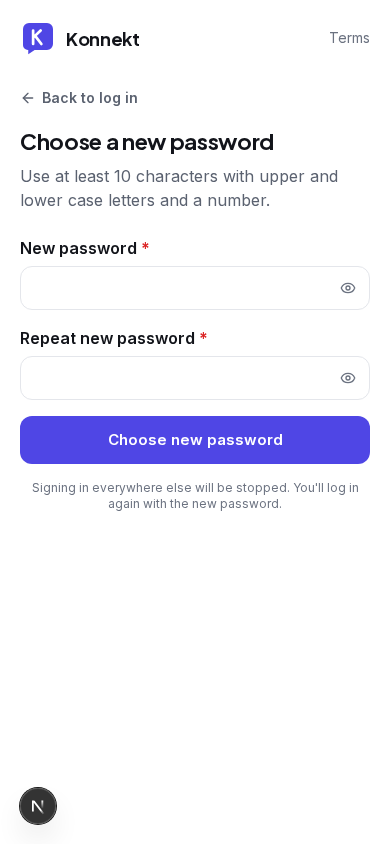 Konnekt
Terms
Back to log in
Choose a new password
Use at least 10 characters with upper and
lower case letters and a number.
New password *
Repeat new password *
Choose new password
Signing in everywhere else will be stopped. You'll log in
again with the new password.
N